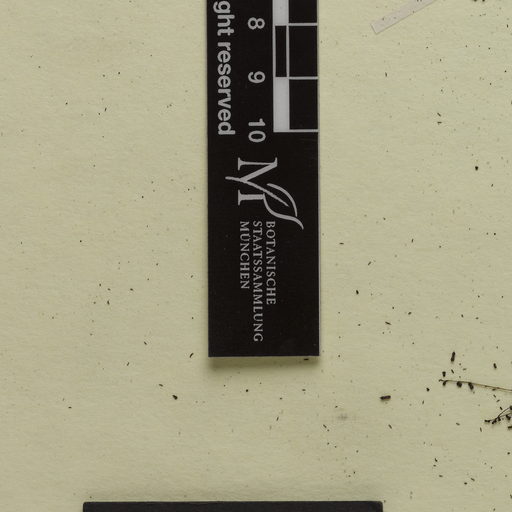 ght reserved
8
9
10
M
BOTANISCHE
STAATSSAMMLUNG
MÜNCHEN